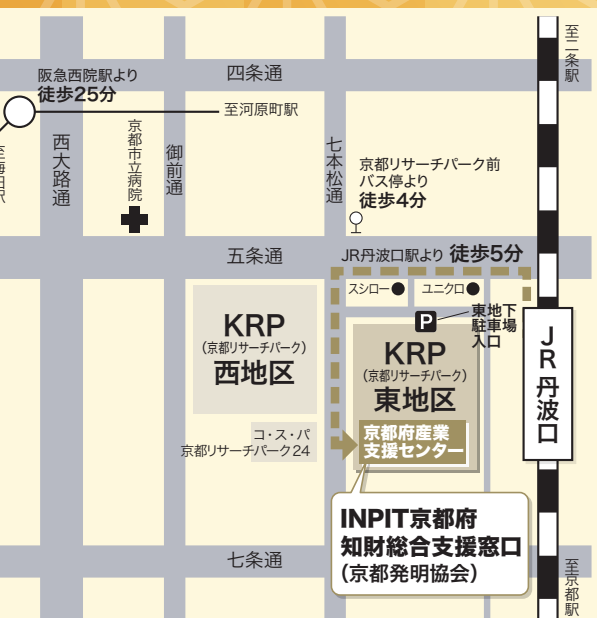 至二条駅
四条通
阪急西院駅より
徒歩25分
至河原町駅
至梅田駅
西大路通
京都市立病院
御前通
七本松通
京都リサーチパーク前
バス停より
徒歩4分
五条通
JR丹波口駅より 徒歩5分
スシロー
ユニクロ
P
東地下
駐車場
入口
KRP
(京都リサーチパーク)
西地区
KRP
(京都リサーチパーク)
東地区
JR丹波口
コ・ス・パ
京都リサーチパーク24
京都府産業
支援センター
INPIT京都府
知財総合支援窓口
(京都発明協会)
七条通
至京都駅